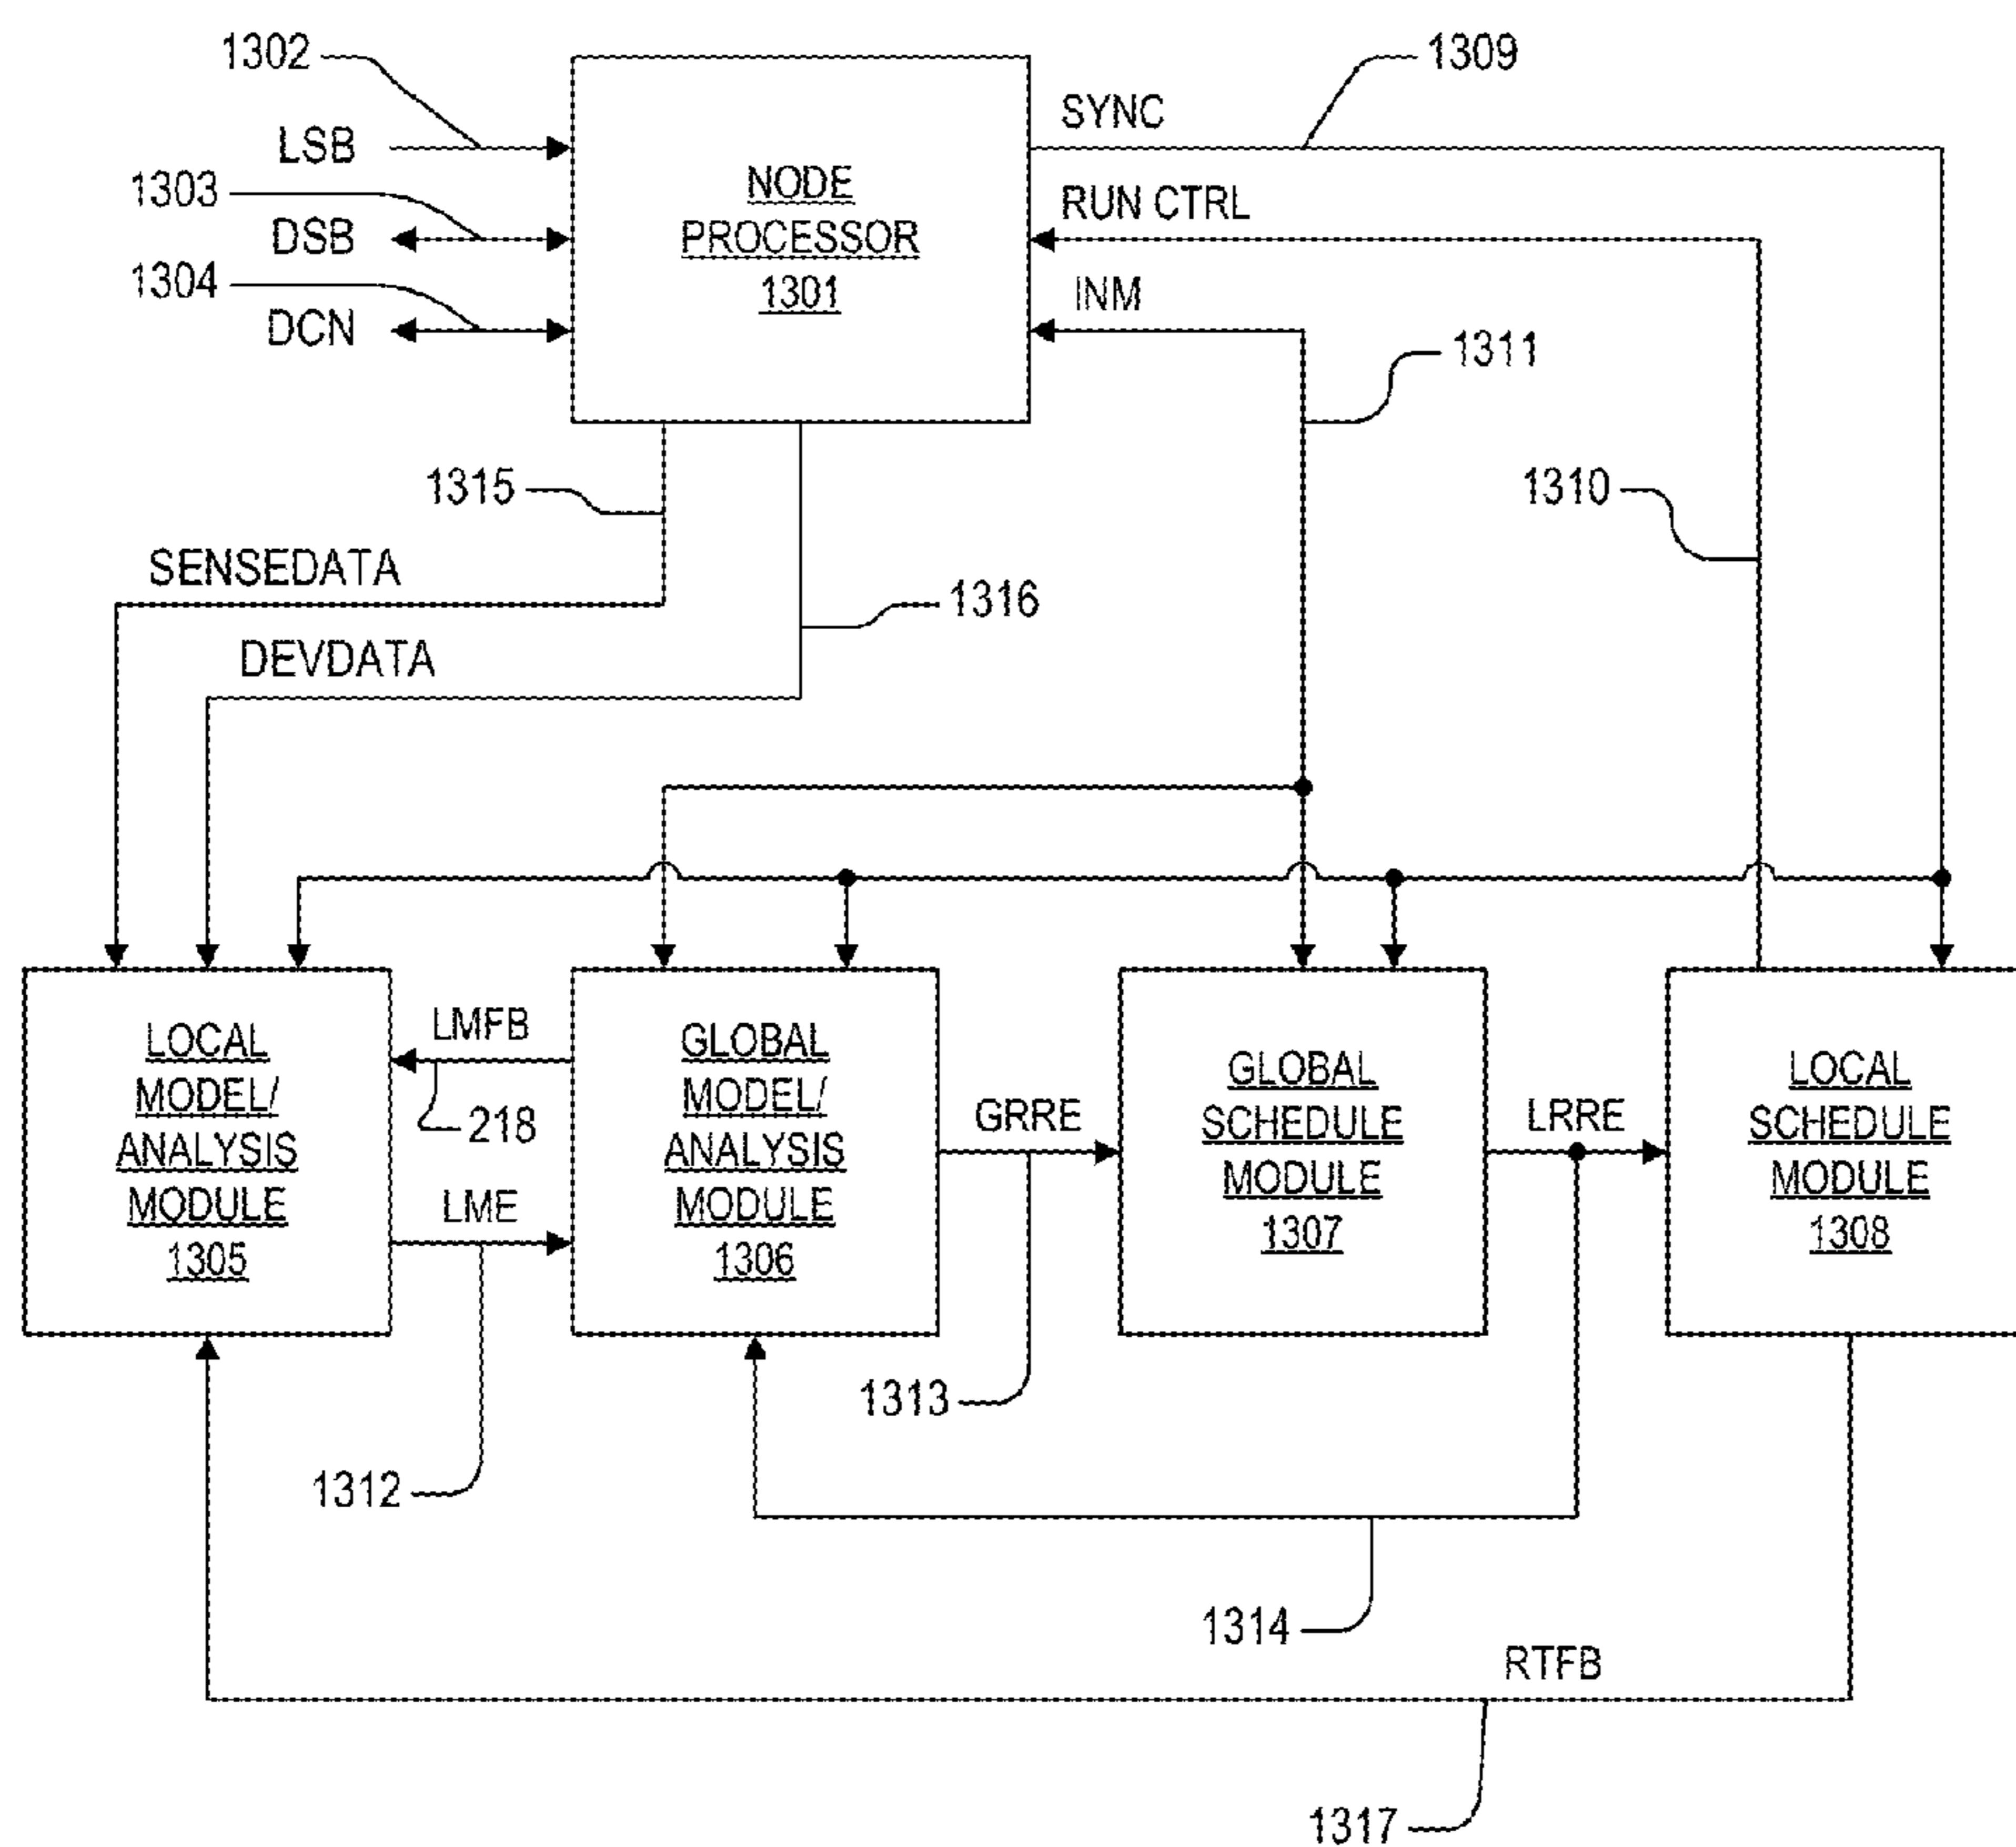 1302
1309
SYNC
LSB
NODE
PROCESSOR
1301
1303
RUN CTRL
DSB
1304
INM
DCN
1311
1315
1310
SENSEDATA
1316
DEVDATA
LOCAL
MODEL/
ANALYSIS
MODULE
1305
LMFB
218
LME
GLOBAL
MODEL/
ANALYSIS
MODULE
1306
GRRE
GLOBAL
SCHEDULE
MODULE
1307
LRRE
LOCAL
SCHEDULE
MODULE
1308
1313
1312
1314
RTFB
1317